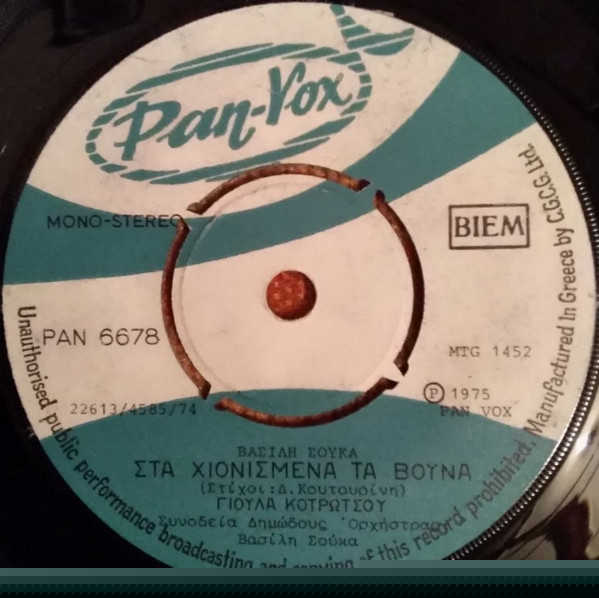 Pan-Vox
MONO-STEREO
BIEM
PAN 6678
MTG 1452
22613/4585/74
Ⓟ 1975
PAN VOX
ΒΑΣΙΛΗ ΣΟΥΚΑ
ΣΤΑ ΧΙΟΝΙΣΜΕΝΑ ΤΑ ΒΟΥΝΑ
(Στίχοι:Δ.Κουτουσίνη)
ΓΙΟΥΛΑ ΚΟΤΡΩΤΣΟΥ
Συνοδεία Δημώδους 'Ορχήστρας
Βασίλη Σούκα
Unauthorised public performance broadcasting and copying of this record prohibited. Manufactured In Greece by C.G.C.G. Ltd.